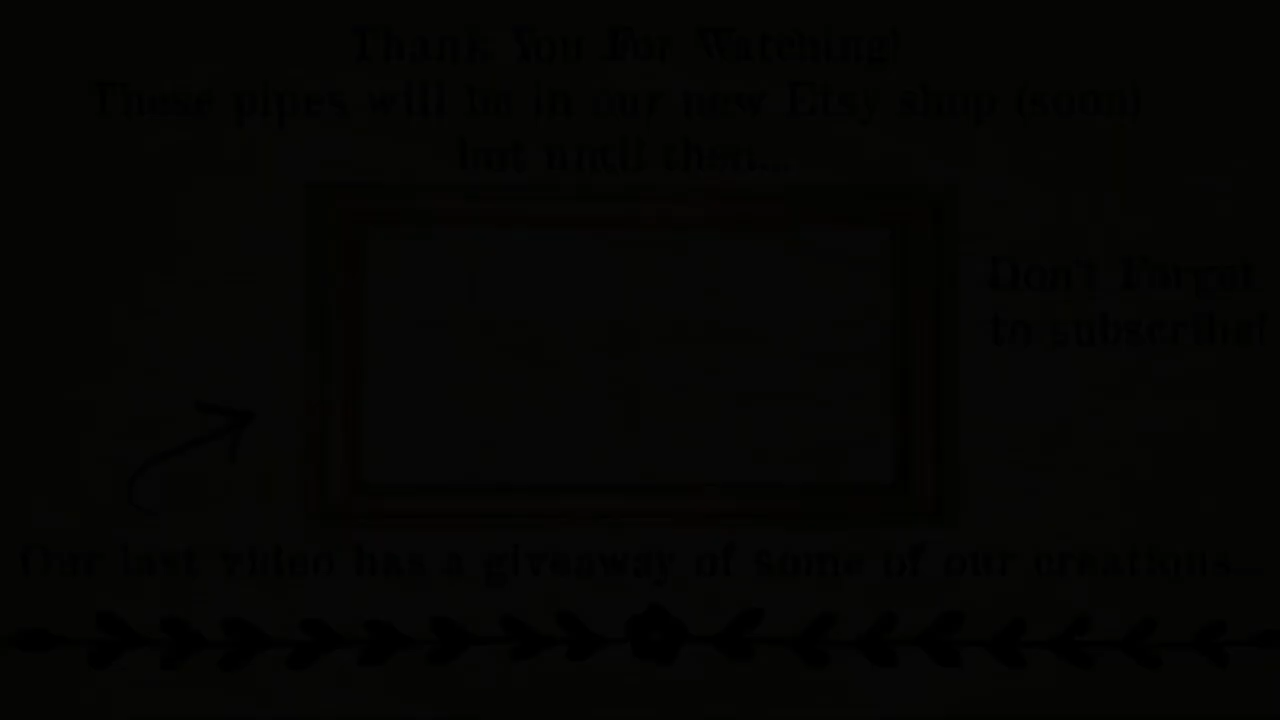 Thank You For Watching!
These pipes will be in our new Etsy shop (soon)
but until then...
Don't Forget
to subscribe!
Our last video has a giveaway of some of our creations...